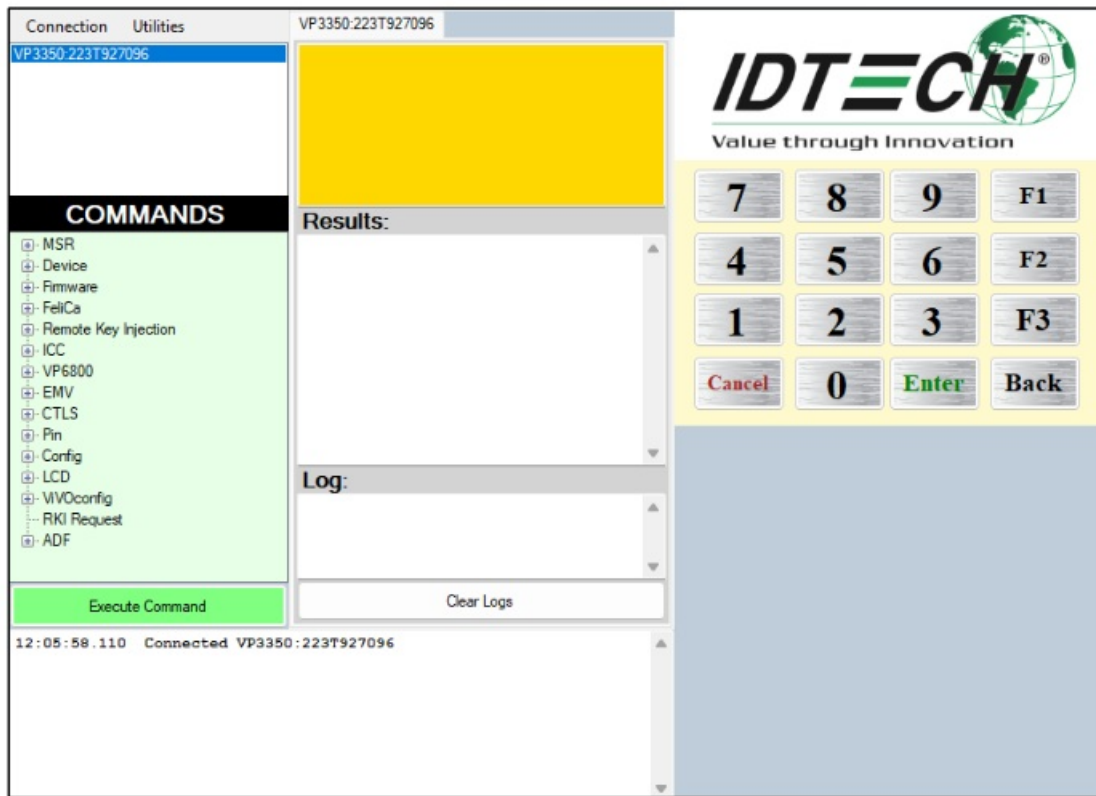 Connection Utilities
VP3350:223T927096
VP3350:223T927096
COMMANDS
MSR
Device
Firmware
FeliCa
Remote Key Injection
ICC
VP6800
EMV
CTLS
Pin
Config
LCD
ViVOconfig
RKI Request
ADF
Execute Command
Results:
Log:
Clear Logs
12:05:58.110 Connected VP3350:223T927096
IDTECH®
Value through Innovation
7 8 9 F1
4 5 6 F2
1 2 3 F3
Cancel 0 Enter Back